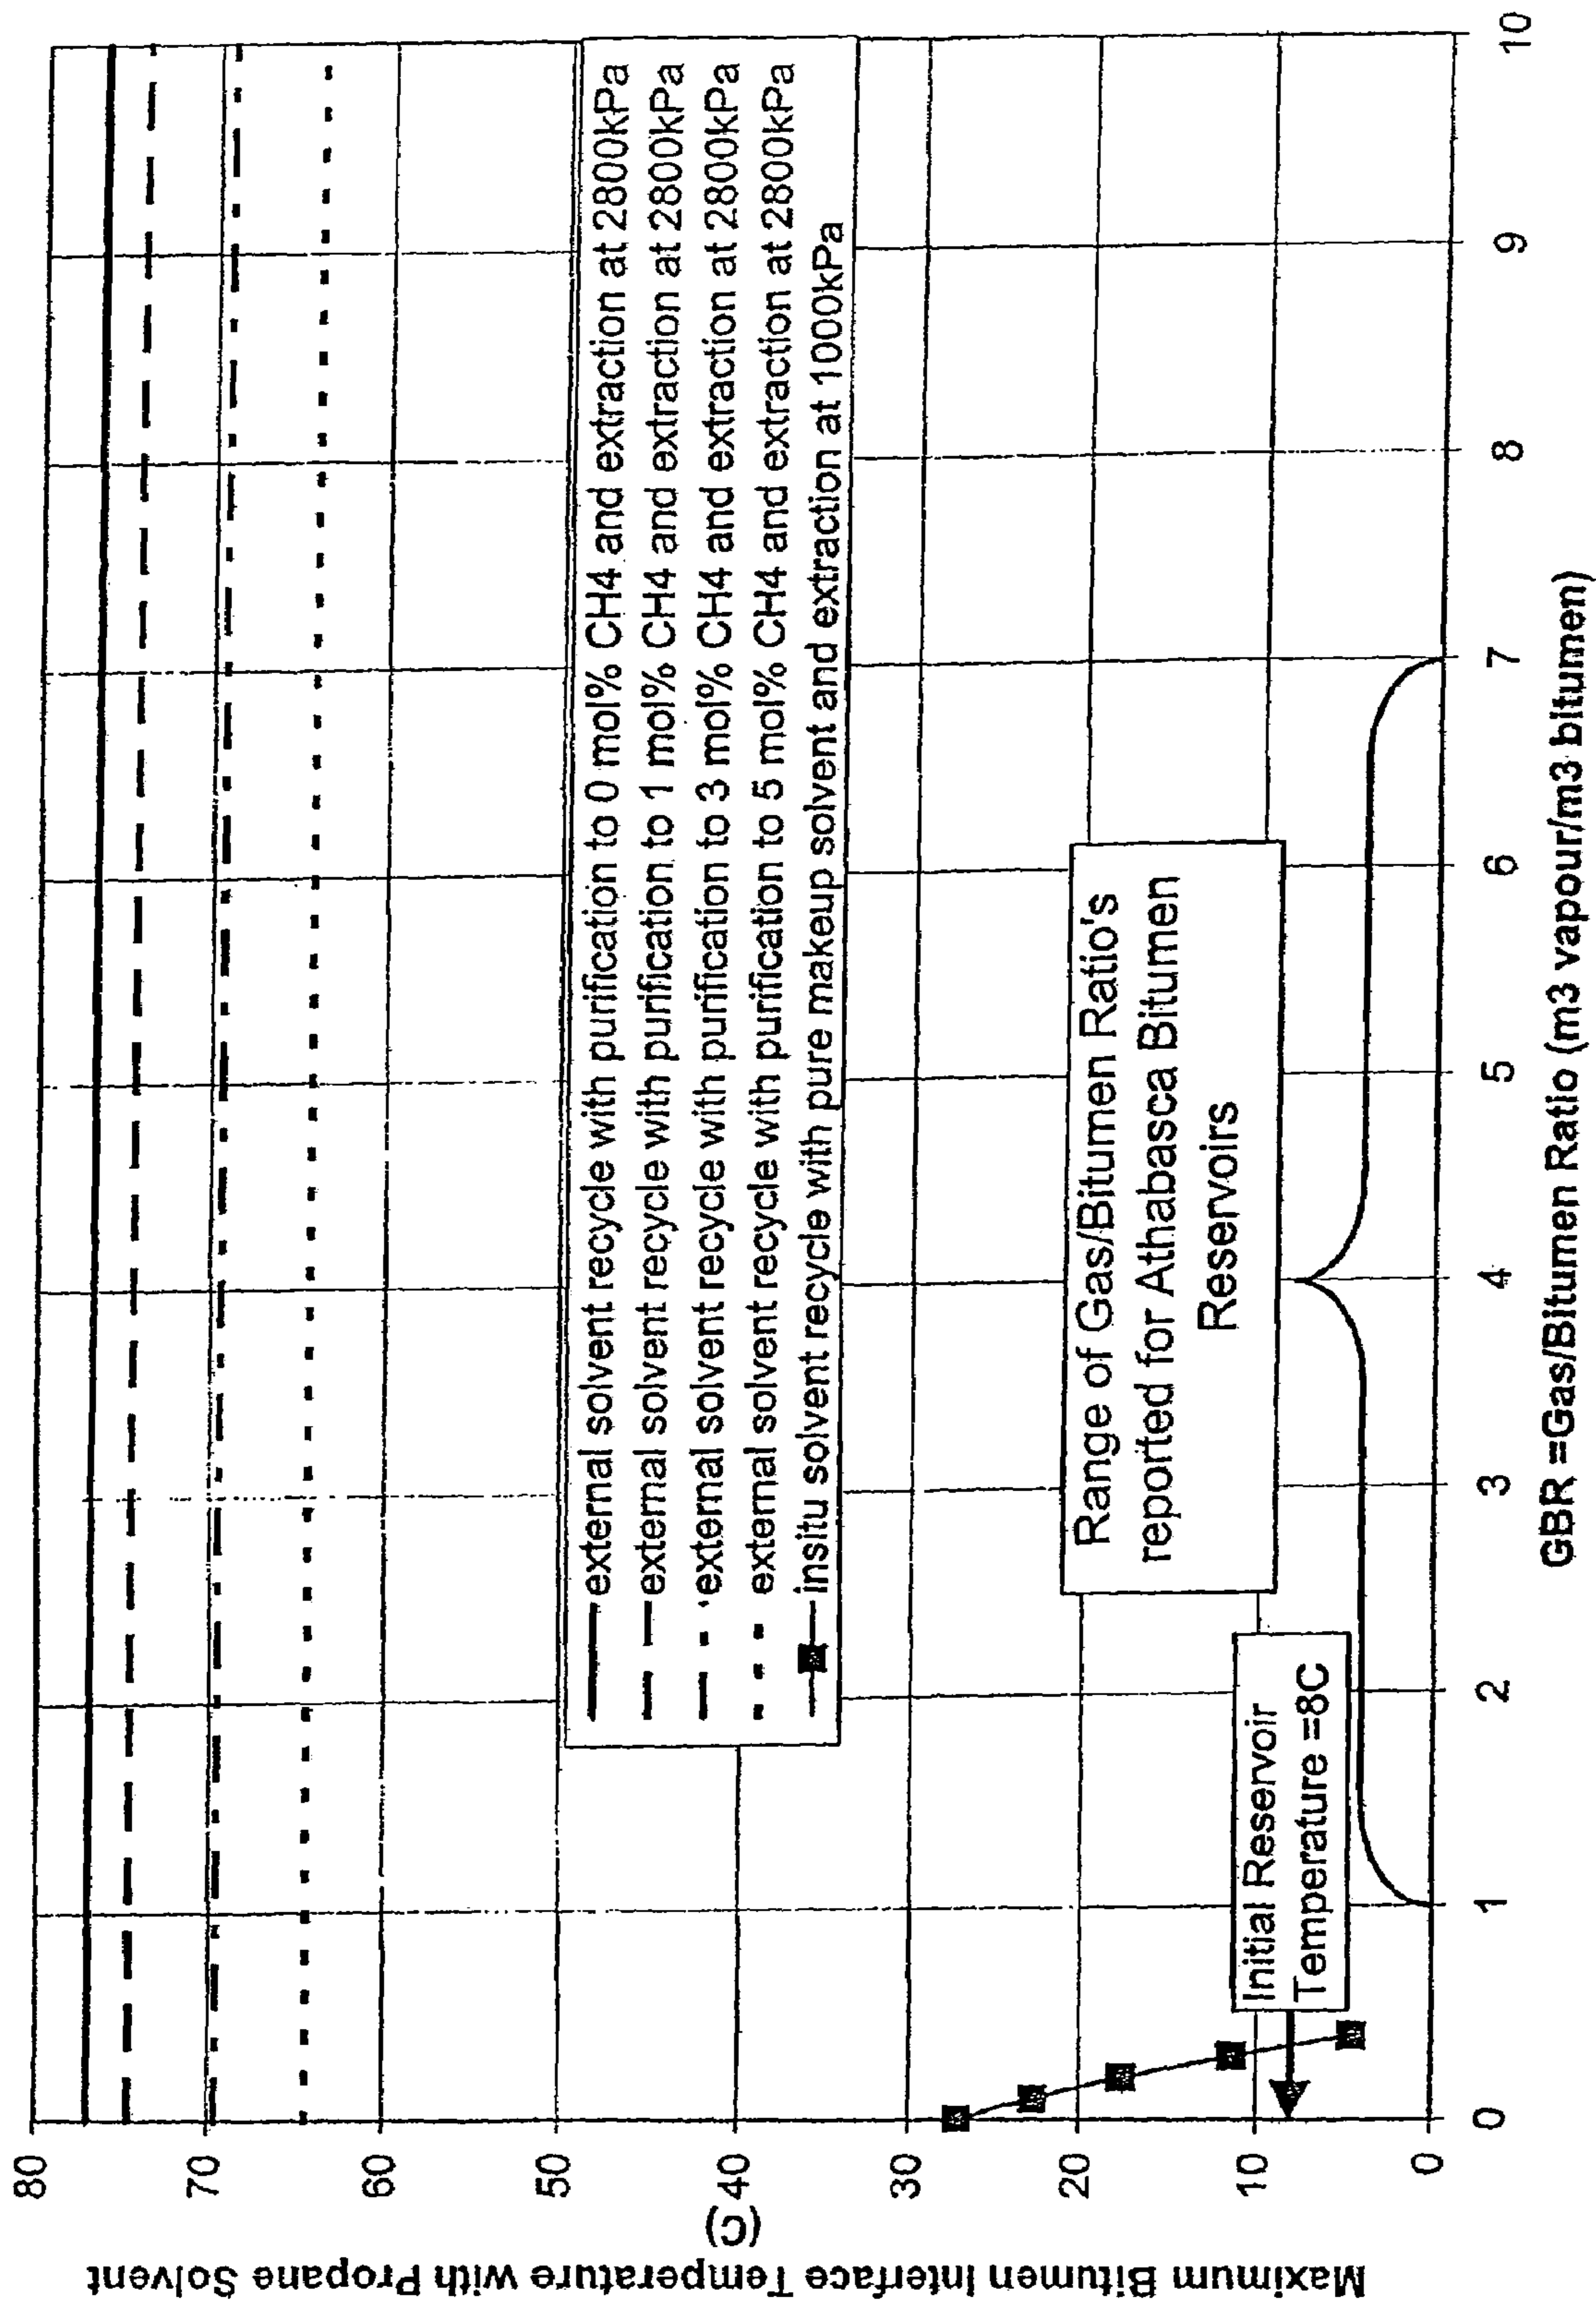 Maximum Bitumen Interface Temperature with Propane Solvent
(C)
80
70
60
50
40
30
20
10
0
external solvent recycle with purification to 0 mol% CH4 and extraction at 2800kPa
external solvent recycle with purification to 1 mol% CH4 and extraction at 2800kPa
external solvent recycle with purification to 3 mol% CH4 and extraction at 2800kPa
external solvent recycle with purification to 5 mol% CH4 and extraction at 2800kPa
insitu solvent recycle with pure makeup solvent and extraction at 1000kPa
Range of Gas/Bitumen Ratio's
reported for Athabasca Bitumen
Reservoirs
Initial Reservoir
Temperature =8C
0 1 2 3 4 5 6 7 8 9 10
GBR =Gas/Bitumen Ratio (m3 vapour/m3 bitumen)